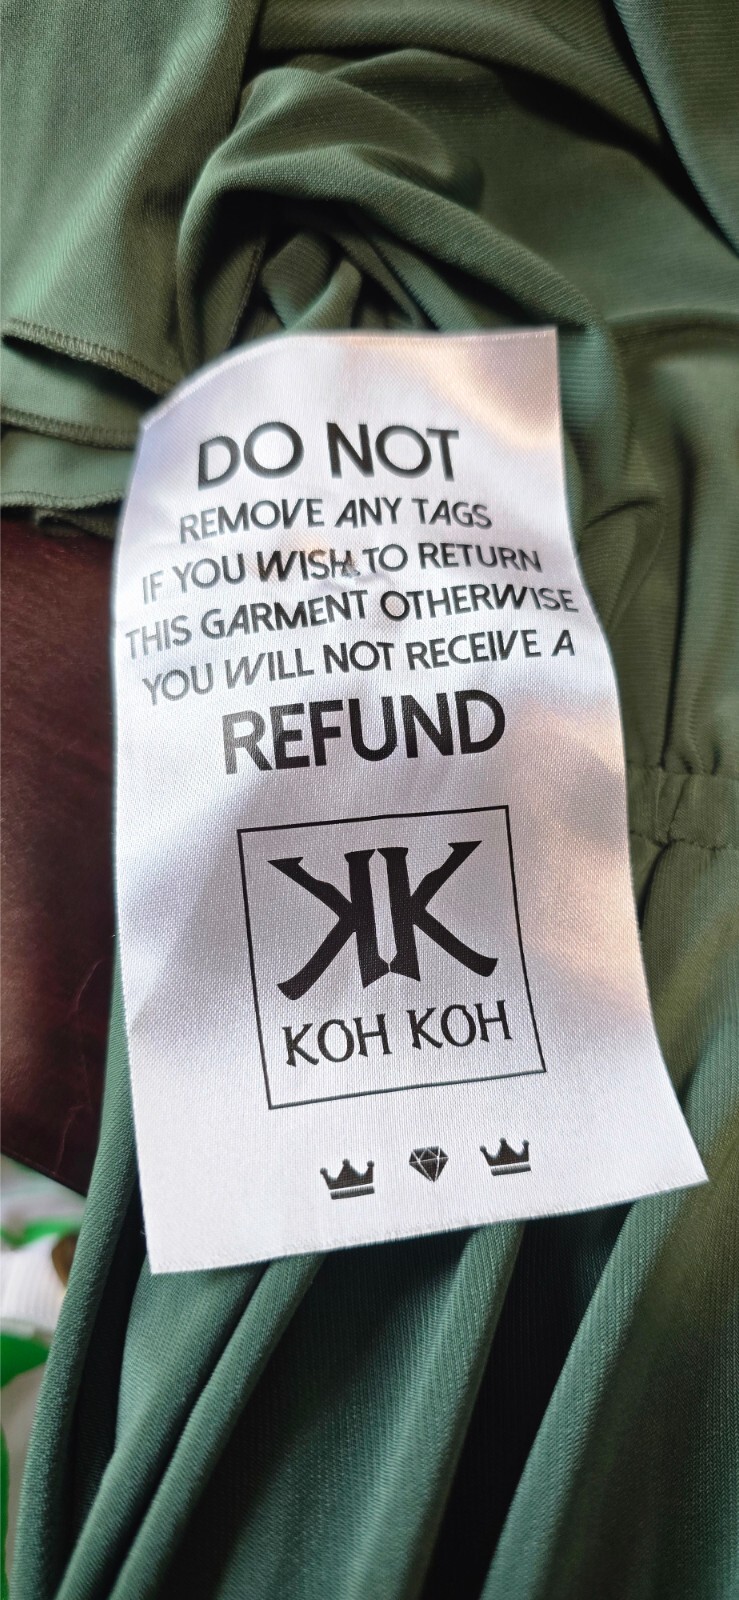 DO NOT
REMOVE ANY TAGS
IF YOU WISH TO RETURN
THIS GARMENT OTHERWISE
YOU WILL NOT RECEIVE A
REFUND
KK
KOH KOH